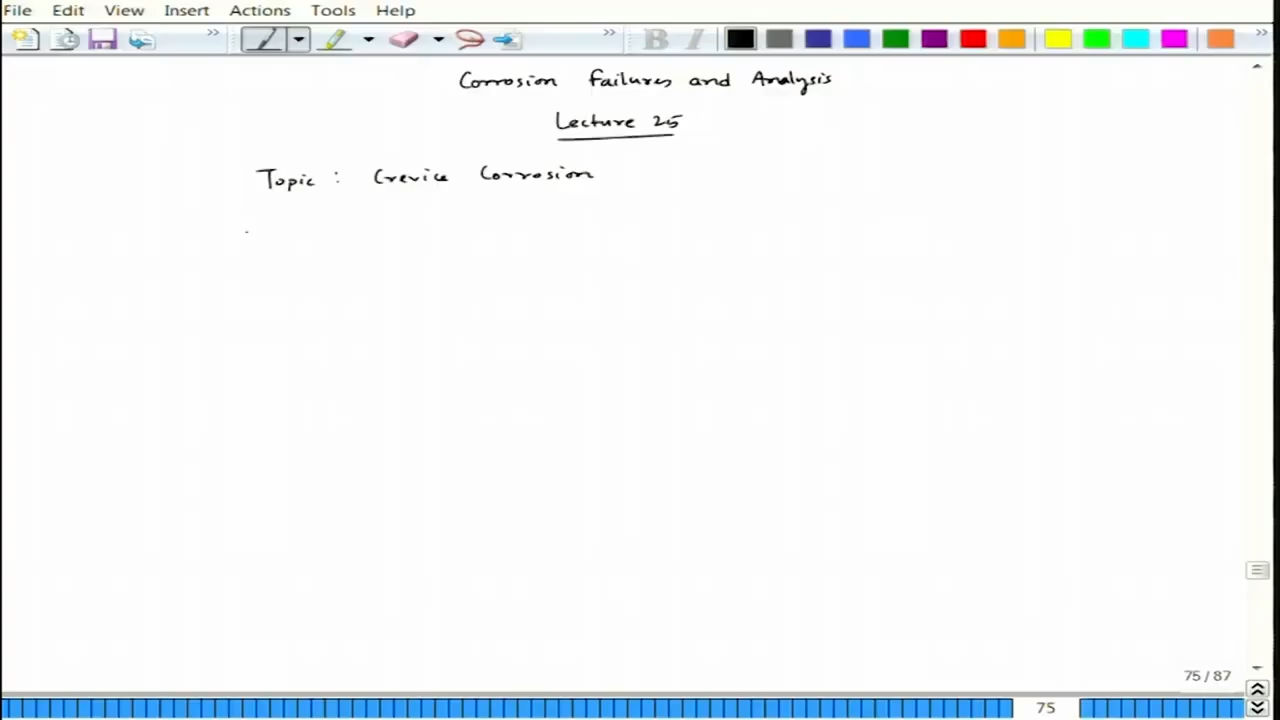 File Edit View Insert Actions Tools Help
B I
Corrosion Failures and Analysis
Lecture 25
Topic : Crevice Corrosion
75 / 87
75